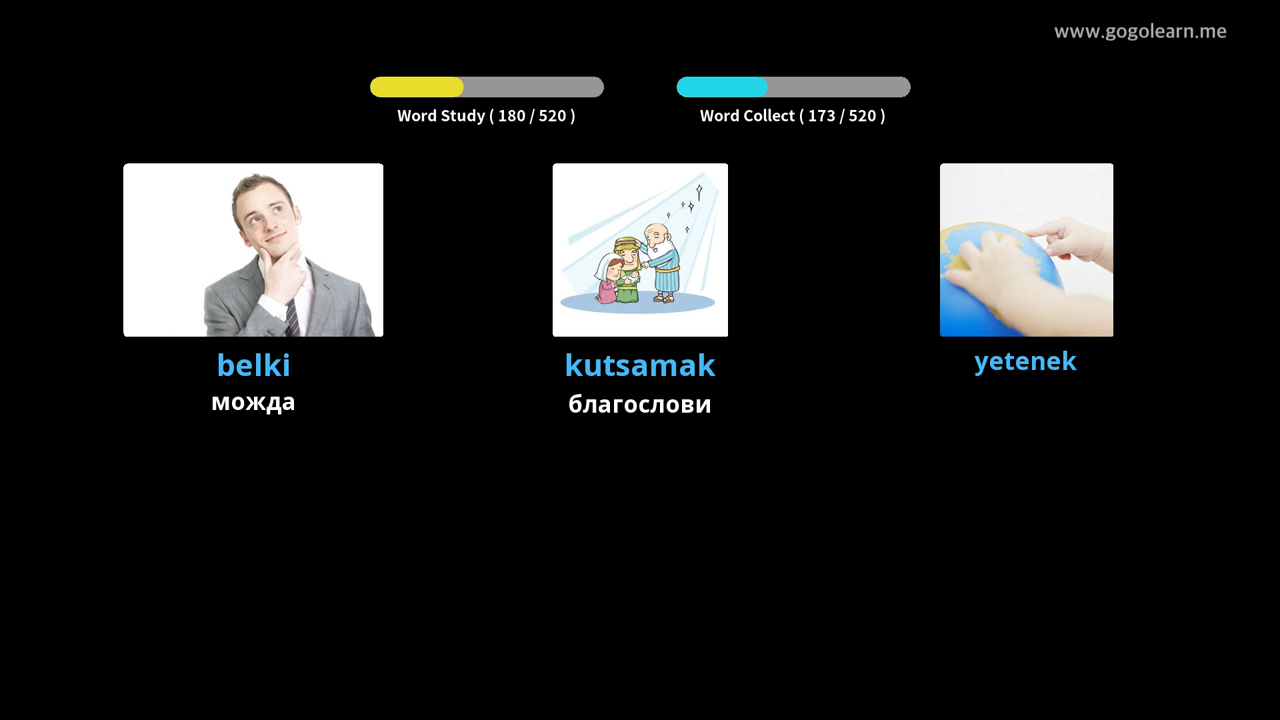 www.gogolearn.me
Word Study ( 180 / 520 )
Word Collect ( 173 / 520 )
belki
можда
kutsamak
благослови
yetenek